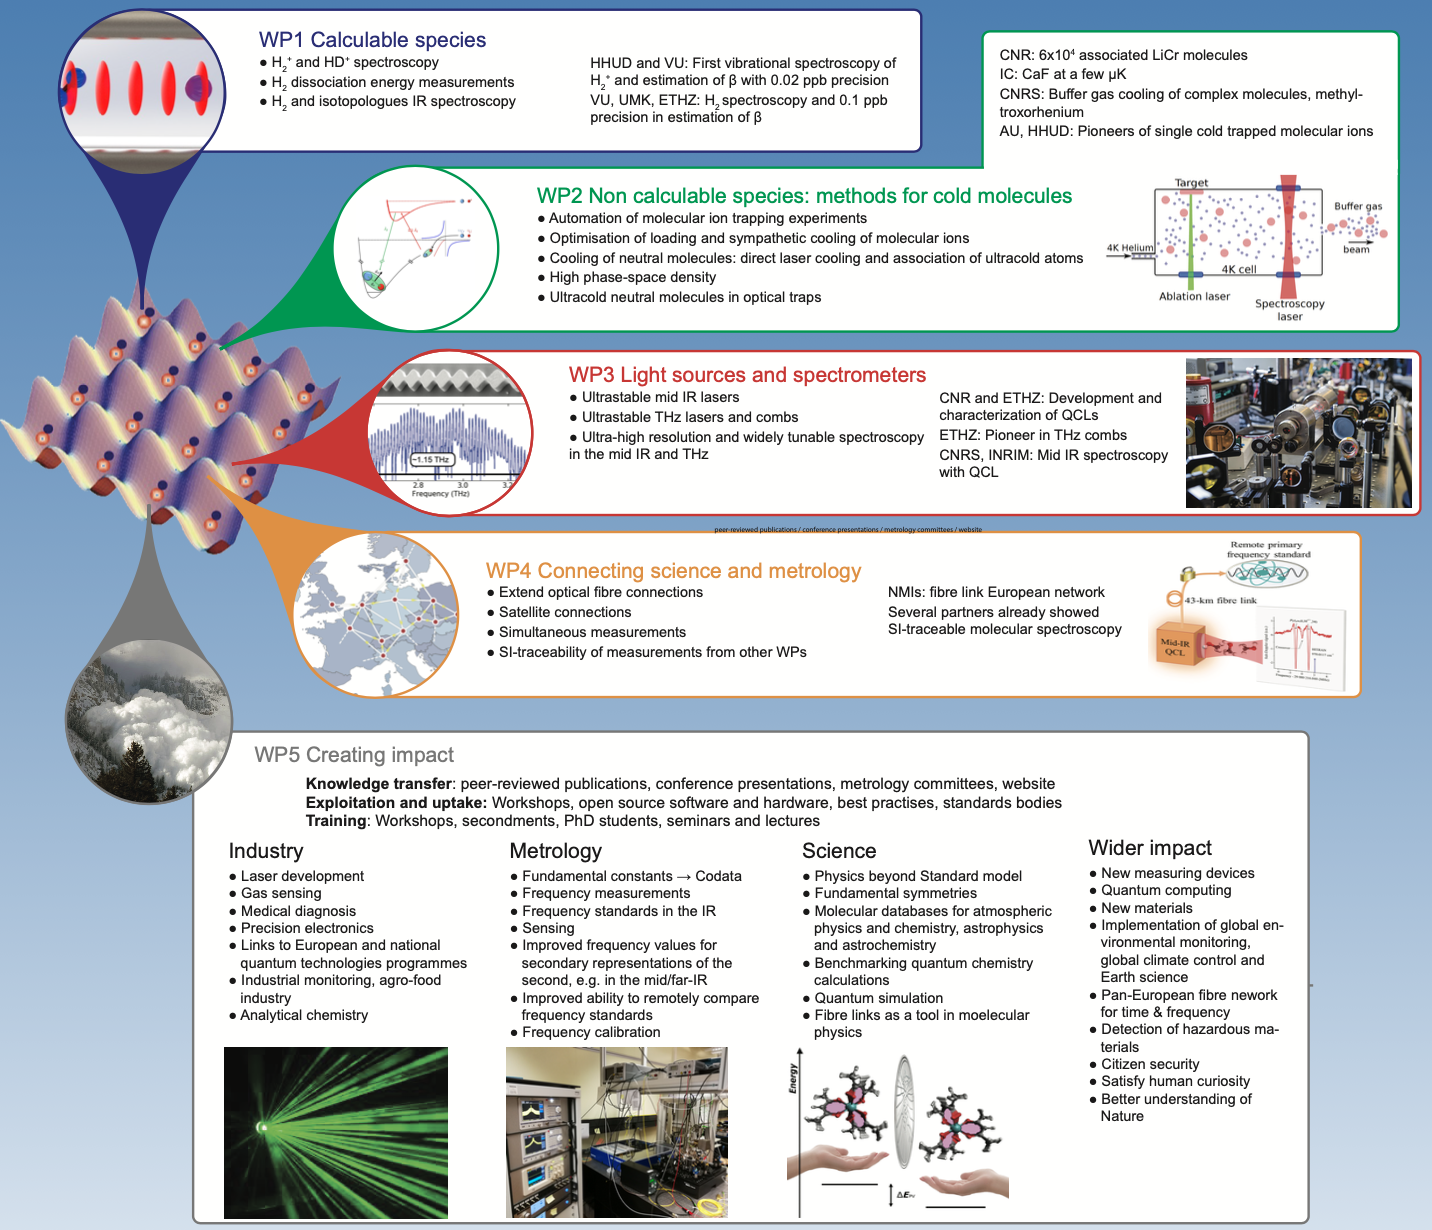 WP1 Calculable species
● H2+ and HD+ spectroscopy
● H2 dissociation energy measurements
● H2 and isotopologues IR spectroscopy
HHUD and VU: First vibrational spectroscopy of
H2+ and estimation of β with 0.02 ppb precision
VU, UMK, ETHZ: H2 spectroscopy and 0.1 ppb
precision in estimation of β
CNR: 6x10⁴ associated LiCr molecules
IC: CaF at a few µK
CNRS: Buffer gas cooling of complex molecules, methyl-
troxorhenium
AU, HHUD: Pioneers of single cold trapped molecular ions
WP2 Non calculable species: methods for cold molecules
● Automation of molecular ion trapping experiments
● Optimisation of loading and sympathetic cooling of molecular ions
● Cooling of neutral molecules: direct laser cooling and association of ultracold atoms
● High phase-space density
● Ultracold neutral molecules in optical traps
Target
Buffer gas
beam
4K Helium
4K cell
Ablation laser
Spectroscopy
laser
WP3 Light sources and spectrometers
● Ultrastable mid IR lasers
● Ultrastable THz lasers and combs
● Ultra-high resolution and widely tunable spectroscopy
in the mid IR and THz
CNR and ETHZ: Development and
characterization of QCLs
ETHZ: Pioneer in THz combs
CNRS, INRIM: Mid IR spectroscopy
with QCL
~1.15 THz
2.8 3.0 3.2
Frequency (THz)
peer-reviewed publications / conference presentations / metrology committees / website
WP4 Connecting science and metrology
● Extend optical fibre connections
● Satellite connections
● Simultaneous measurements
● SI-traceability of measurements from other WPs
NMIs: fibre link European network
Several partners already showed
SI-traceable molecular spectroscopy
Remote primary
frequency standard
43-km fibre link
Mid-IR
QCL
WP5 Creating impact
Knowledge transfer: peer-reviewed publications, conference presentations, metrology committees, website
Exploitation and uptake: Workshops, open source software and hardware, best practises, standards bodies
Training: Workshops, secondments, PhD students, seminars and lectures
Industry
● Laser development
● Gas sensing
● Medical diagnosis
● Precision electronics
● Links to European and national
quantum technologies programmes
● Industrial monitoring, agro-food
industry
● Analytical chemistry
Metrology
● Fundamental constants → Codata
● Frequency measurements
● Frequency standards in the IR
● Sensing
● Improved frequency values for
secondary representations of the
second, e.g. in the mid/far-IR
● Improved ability to remotely compare
frequency standards
● Frequency calibration
Science
● Physics beyond Standard model
● Fundamental symmetries
● Molecular databases for atmospheric
physics and chemistry, astrophysics
and astrochemistry
● Benchmarking quantum chemistry
calculations
● Quantum simulation
● Fibre links as a tool in moelecular
physics
Energy
ΔEPV
Wider impact
● New measuring devices
● Quantum computing
● New materials
● Implementation of global en-
vironmental monitoring,
global climate control and
Earth science
● Pan-European fibre nework
for time & frequency
● Detection of hazardous ma-
terials
● Citizen security
● Satisfy human curiosity
● Better understanding of
Nature